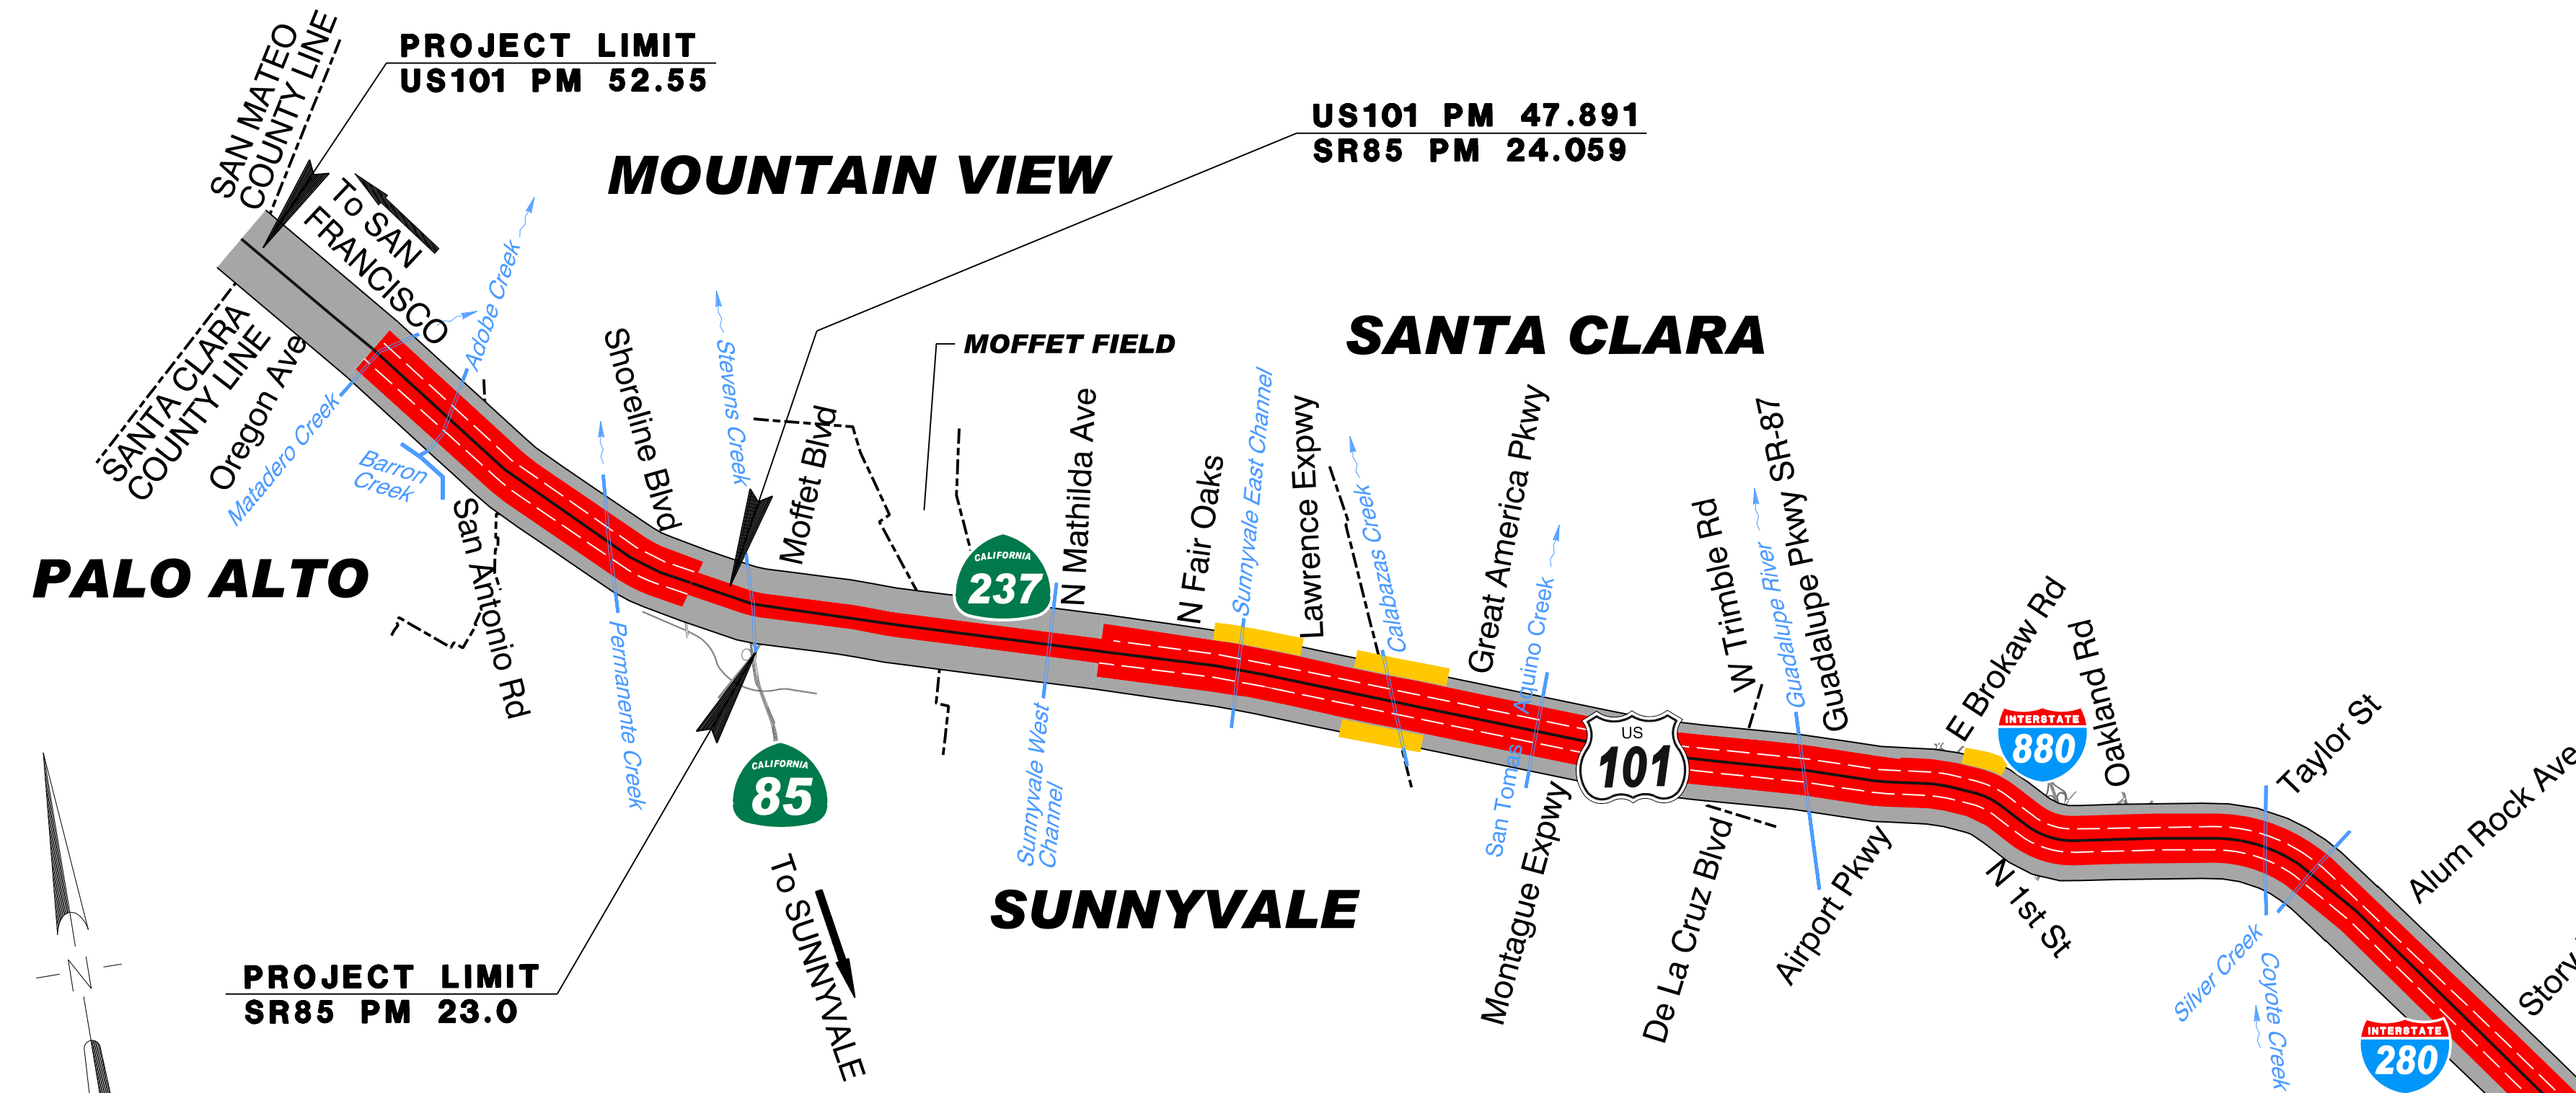 SAN MATEO
COUNTY LINE
PROJECT LIMIT
US101 PM 52.55
US101 PM 47.891
SR85 PM 24.059
MOUNTAIN VIEW
To SAN
FRANCISCO
Adobe Creek
SANTA CLARA
COUNTY LINE
Oregon Ave
Matadero Creek
Barron
Creek
San Antonio Rd
PALO ALTO
Shoreline Blvd
Permanente Creek
Stevens Creek
Moffet Blvd
MOFFET FIELD
CALIFORNIA
237
N Mathilda Ave
Sunnyvale West
Channel
N Fair Oaks
Sunnyvale East Channel
Lawrence Expwy
SANTA CLARA
Calabazas Creek
Great America Pkwy
San Tomas Aquino Creek
Montague Expwy
US
101
W Trimble Rd
De La Cruz Blvd
Guadalupe River
Guadalupe Pkwy SR-87
Airport Pkwy
E Brokaw Rd
N 1st St
INTERSTATE
880
Oakland Rd
Taylor St
Silver Creek
Coyote Creek
Alum Rock Ave
Story
INTERSTATE
280
CALIFORNIA
85
To SUNNYVALE
SUNNYVALE
PROJECT LIMIT
SR85 PM 23.0
N